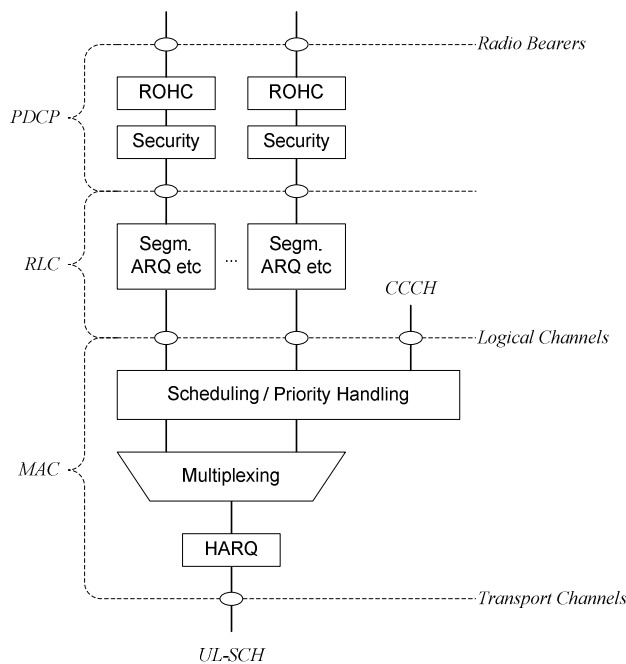 Radio Bearers
ROHC ROHC
PDCP
Security Security
Segm. ARQ etc ... Segm. ARQ etc
RLC
CCCH
Logical Channels
Scheduling / Priority Handling
MAC
Multiplexing
HARQ
Transport Channels
UL-SCH